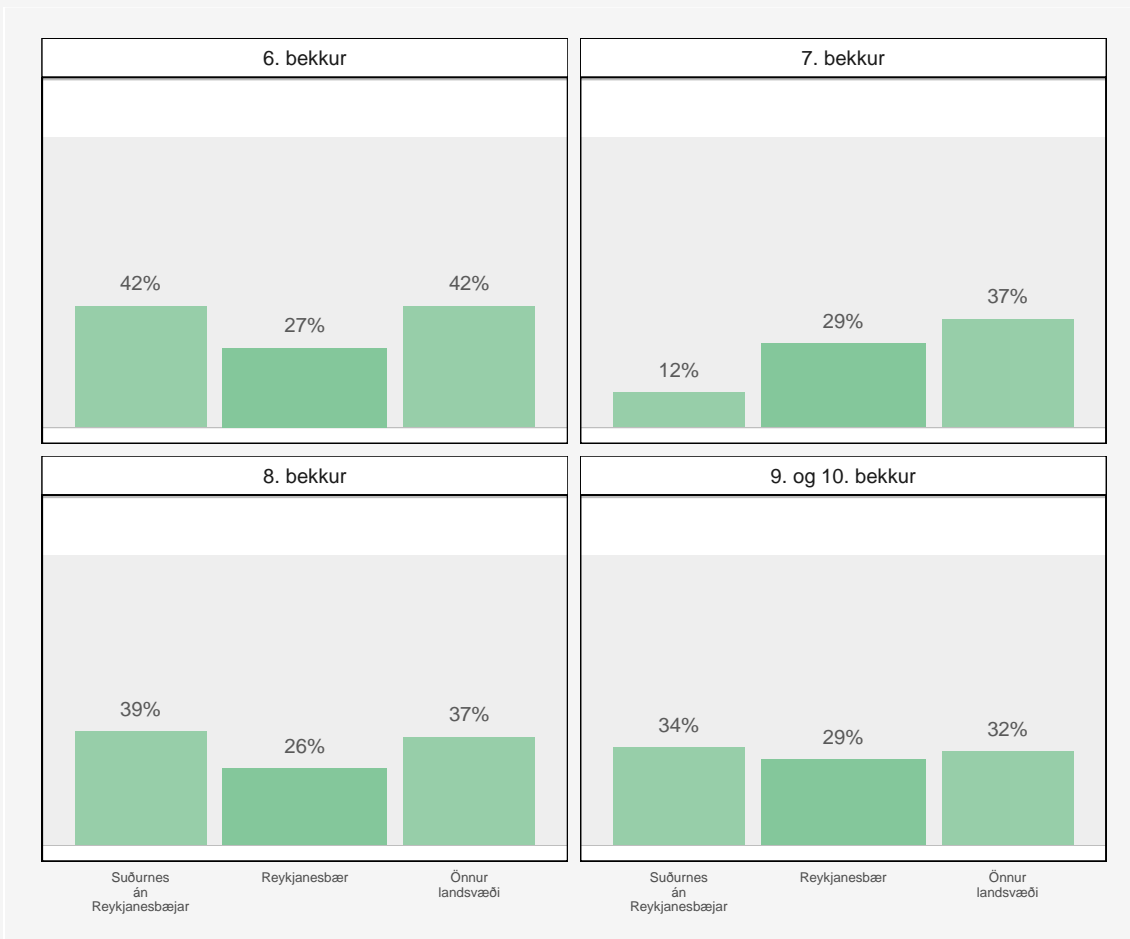 6. bekkur
42%
27%
42%
7. bekkur
12%
29%
37%
8. bekkur
39%
26%
37%
9. og 10. bekkur
34%
29%
32%
Suðurnes
án
Reykjanesbæjar
Reykjanesbær
Önnur
landsvæði
Suðurnes
án
Reykjanesbæjar
Reykjanesbær
Önnur
landsvæði